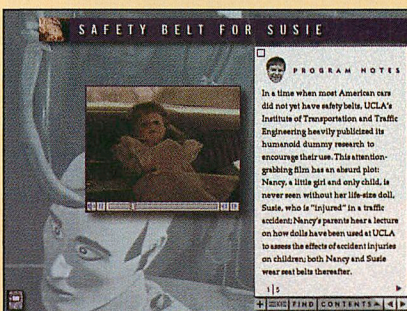 SAFETY BELT FOR SUSIE
PROGRAM NOTES
In a time when most American cars
did not yet have safety belts, UCLA's
Institute of Transportation and Traffic
Engineering heavily publicized its
humanoid dummy research to
encourage their use. This attention-
grabbing film has an absurd plot:
Nancy, a little girl and only child, is
never seen without her life-size doll,
Susie, who is "injured" in a traffic
accident; Nancy's parents hear a lecture
on how dolls have been used at UCLA
to assess the effects of accident injuries
on children; both Nancy and Susie
wear seat belts thereafter.
1|5
FIND CONTENTS